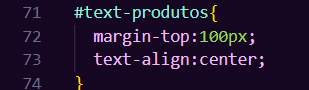 71 #text-produtos{
72 margin-top:100px;
73 text-align:center;
74 }